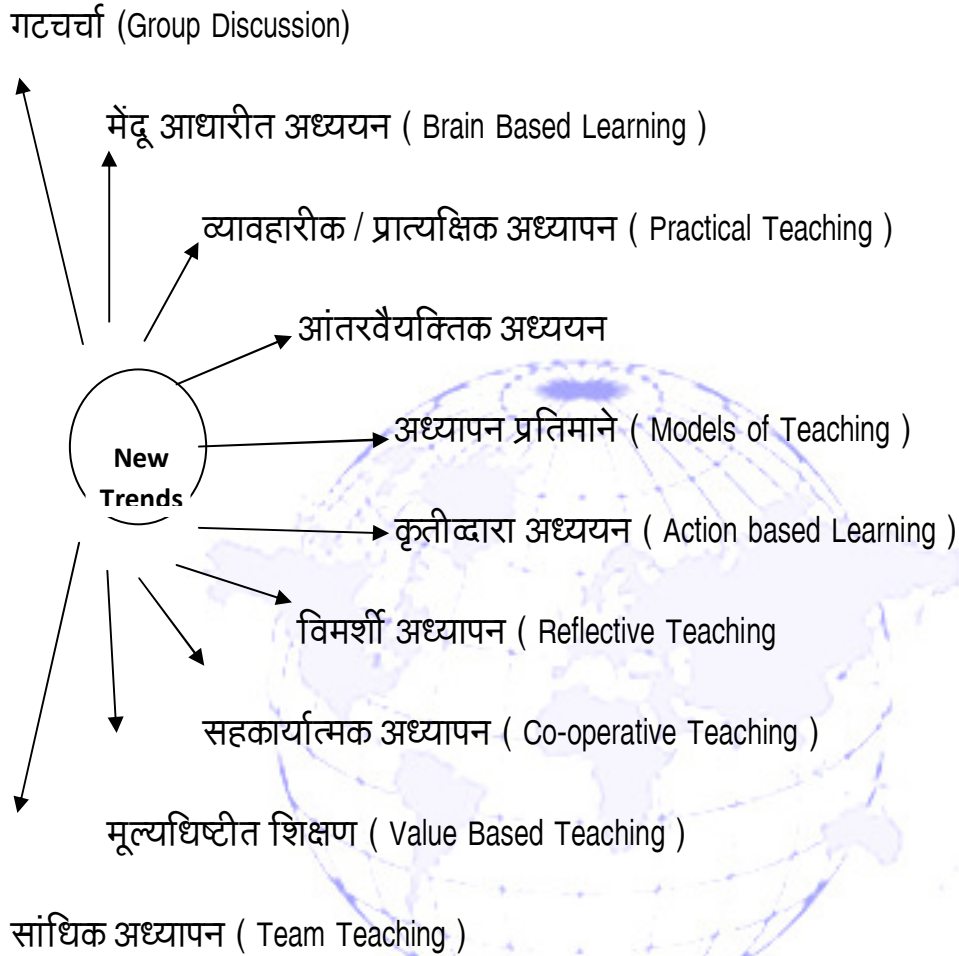 गटचर्चा (Group Discussion)
मेंदू आधारीत अध्ययन ( Brain Based Learning )
व्यावहारीक / प्रात्यक्षिक अध्यापन ( Practical Teaching )
आंतरवैयक्तिक अध्ययन
अध्यापन प्रतिमाने ( Models of Teaching )
New
Trends
कृतीव्दारा अध्ययन ( Action based Learning )
विमर्शी अध्यापन ( Reflective Teaching
सहकार्यात्मक अध्यापन ( Co-operative Teaching )
मूल्यधिष्टीत शिक्षण ( Value Based Teaching )
सांधिक अध्यापन ( Team Teaching )